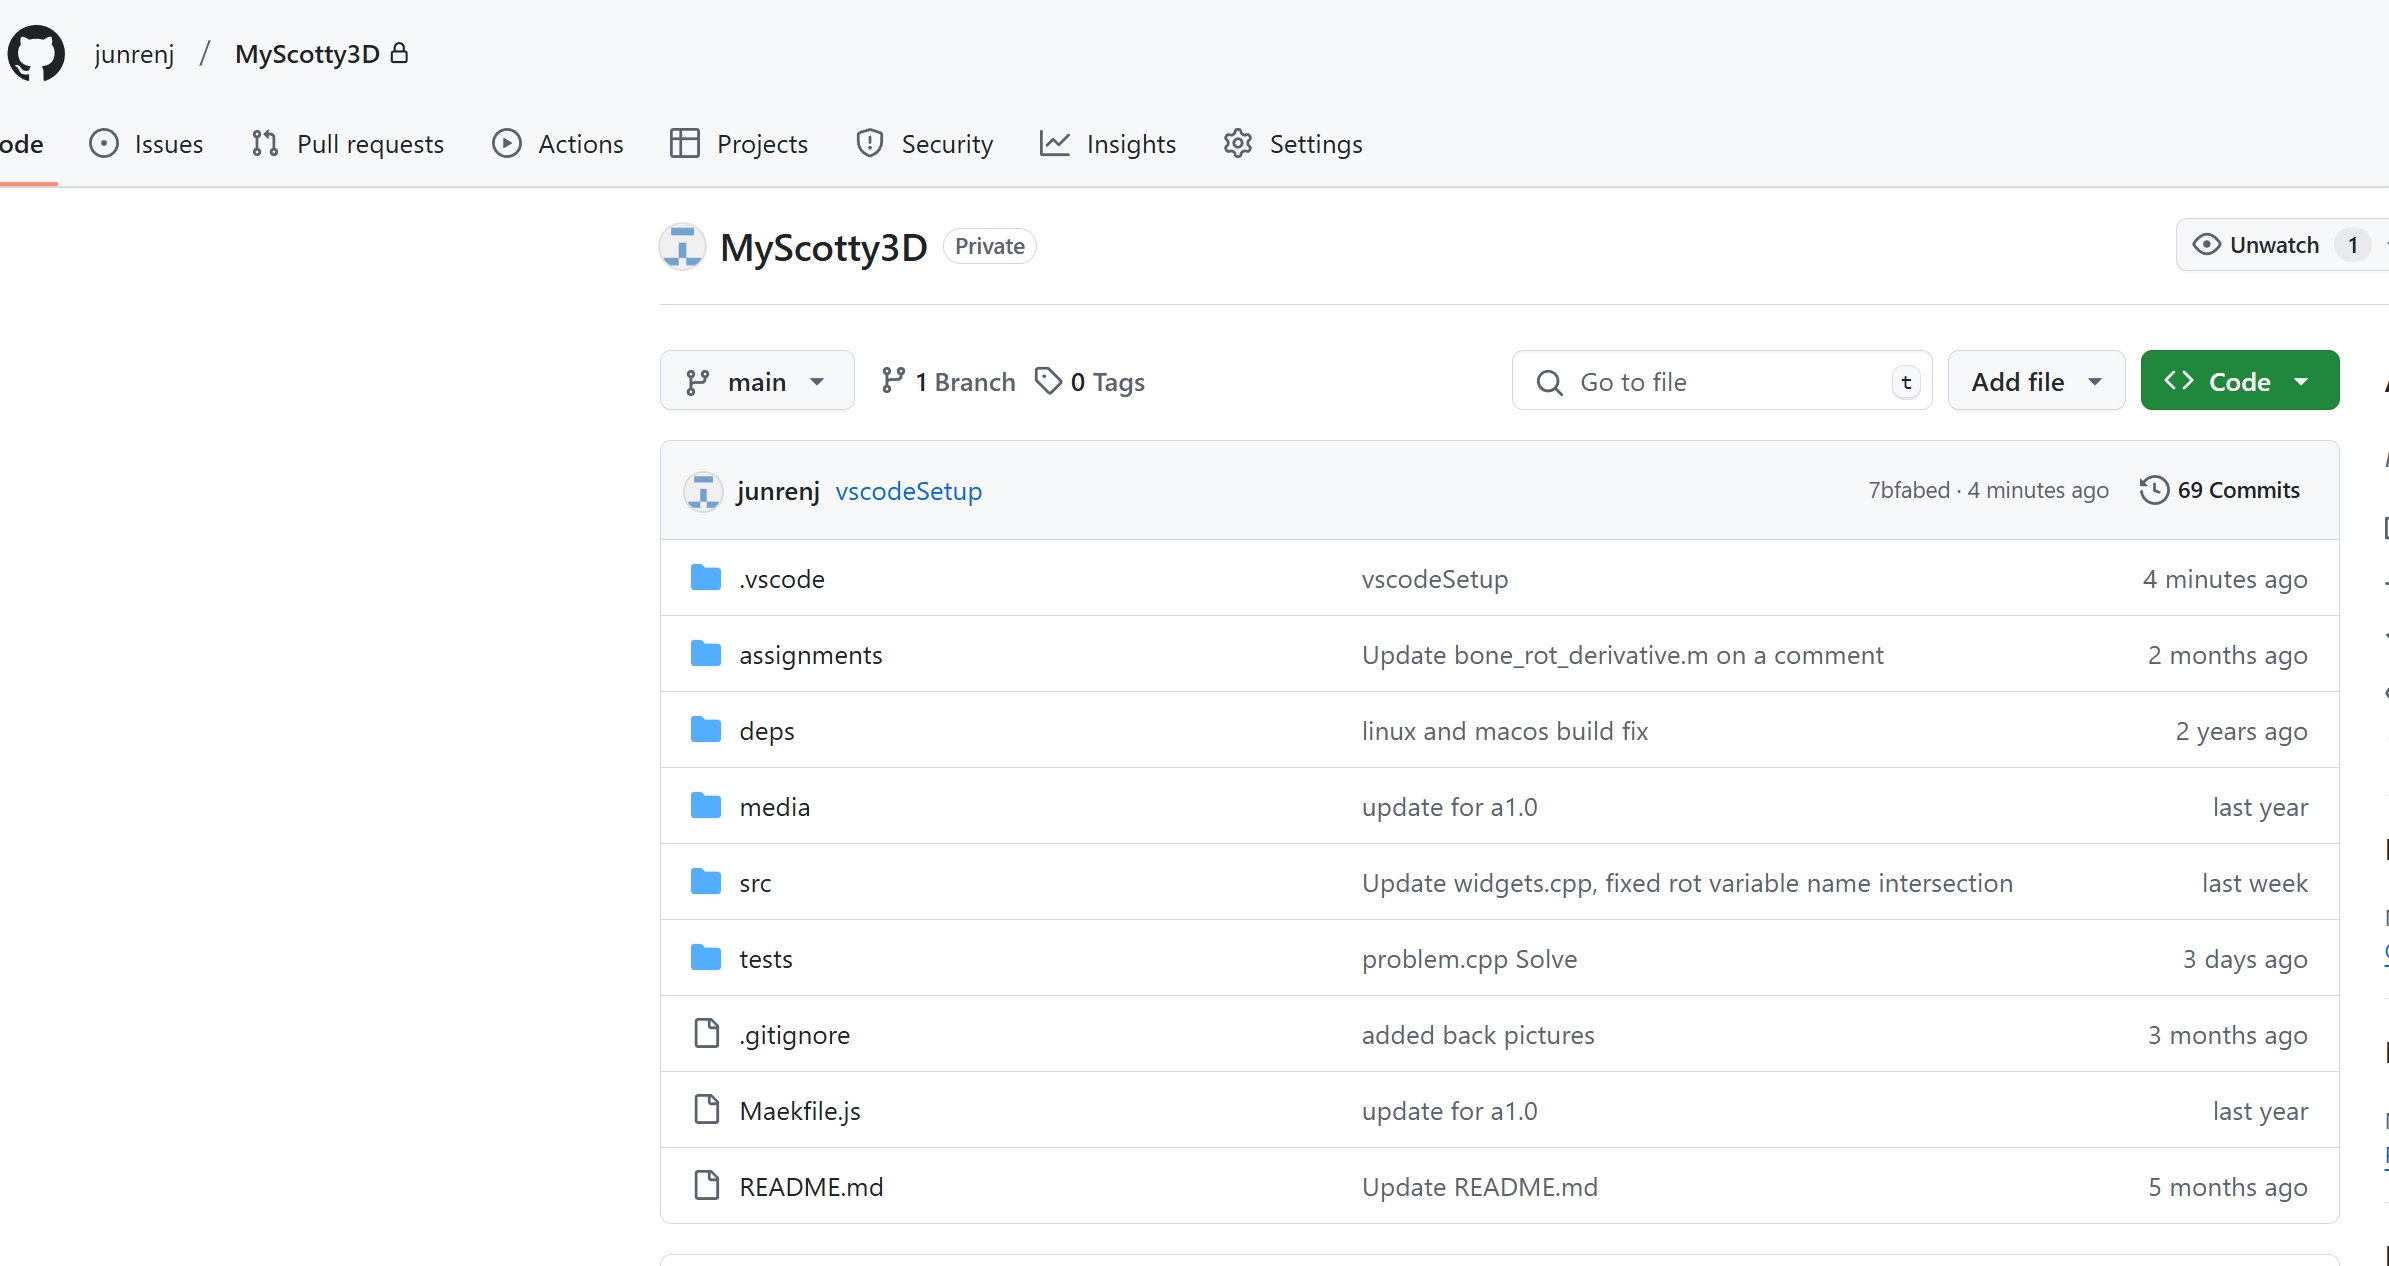 junrenj / MyScotty3D
ode Issues Pull requests Actions Projects Security Insights Settings
MyScotty3D Private Unwatch 1
main 1 Branch 0 Tags Go to file t Add file Code
junrenj vscodeSetup 7bfabed · 4 minutes ago 69 Commits
.vscode vscodeSetup 4 minutes ago
assignments Update bone_rot_derivative.m on a comment 2 months ago
deps linux and macos build fix 2 years ago
media update for a1.0 last year
src Update widgets.cpp, fixed rot variable name intersection last week
tests problem.cpp Solve 3 days ago
.gitignore added back pictures 3 months ago
Maekfile.js update for a1.0 last year
README.md Update README.md 5 months ago